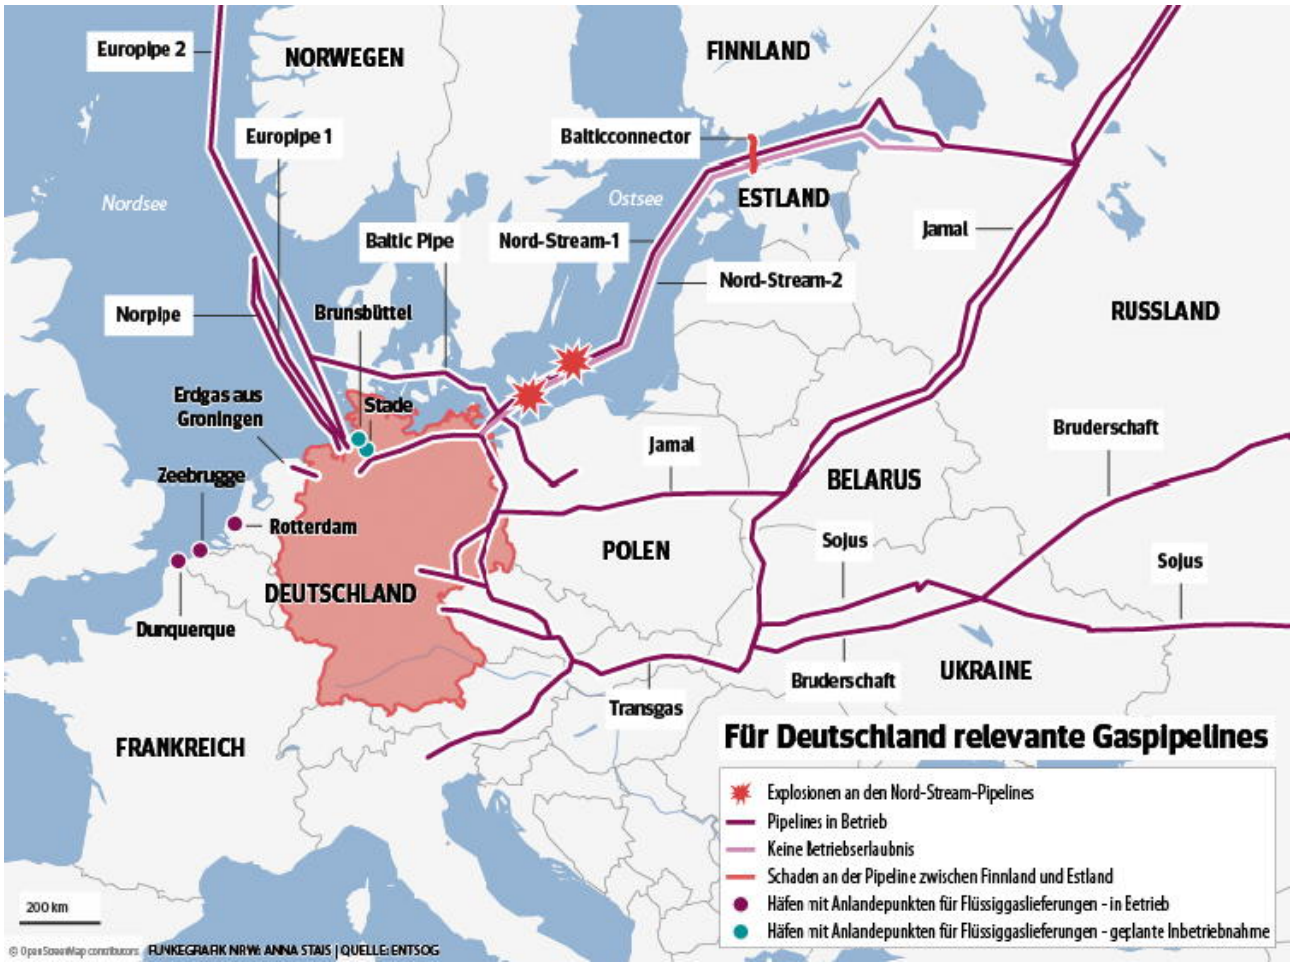 Europipe 2
NORWEGEN
FINNLAND
Europipe 1
Balticconnector
Nordsee
Ostsee
ESTLAND
Jamal
Baltic Pipe
Nord-Stream-1
Nord-Stream-2
Norpipe
Brunsbüttel
RUSSLAND
Erdgas aus
Groningen
Stade
Jamal
Bruderschaft
Zeebrugge
BELARUS
Rotterdam
POLEN
Sojus
Sojus
DEUTSCHLAND
Dunquerque
Bruderschaft
UKRAINE
Transgas
FRANKREICH
Für Deutschland relevante Gaspipelines
Explosionen an den Nord-Stream-Pipelines
Pipelines in Betrieb
Keine Betriebserlaubnis
Schaden an der Pipeline zwischen Finnland und Estland
Häfen mit Anlandepunkten für Flüssiggaslieferungen - in Betrieb
Häfen mit Anlandepunkten für Flüssiggaslieferungen - geplante Inbetriebnahme
200 km
© OpenStreetMap contributors FUNKEGRAFIK NRW: ANNA STAIS | QUELLE: ENTSOG